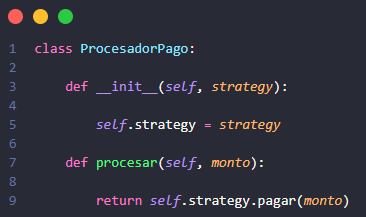 1 class ProcesadorPago:
2
3     def __init__(self, strategy):
4
5         self.strategy = strategy
6
7     def procesar(self, monto):
8
9         return self.strategy.pagar(monto)